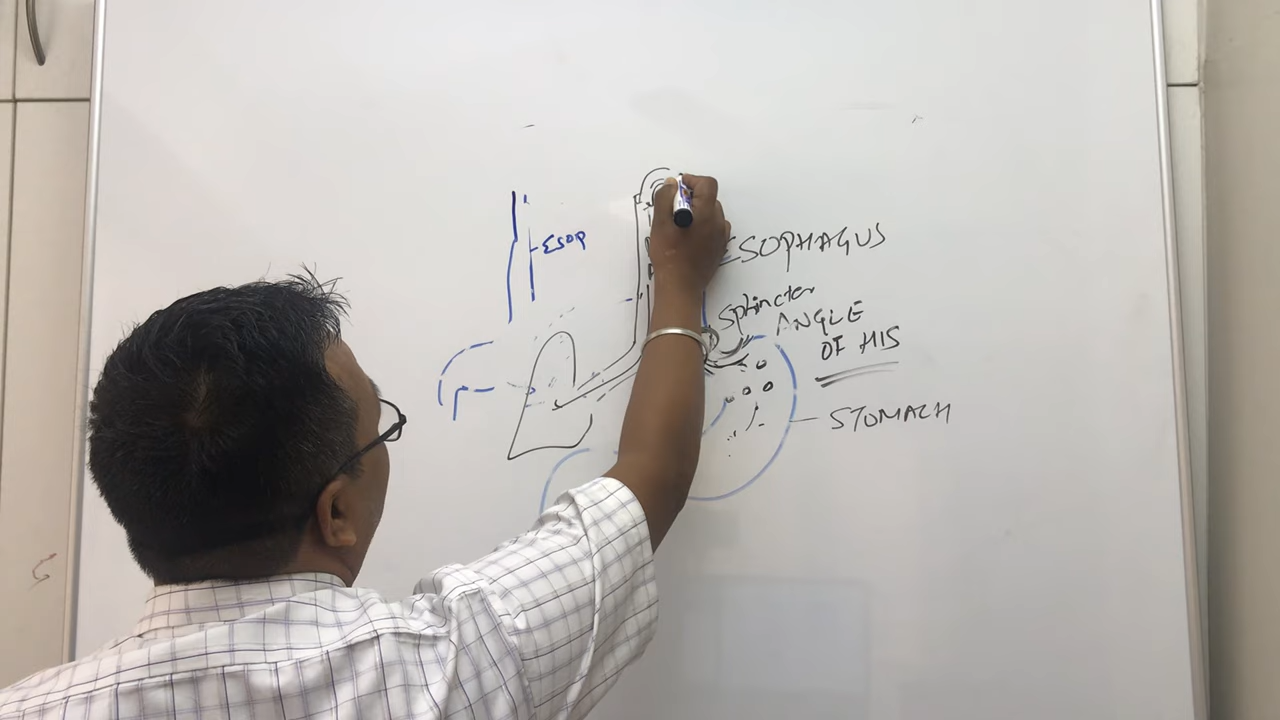 ESOP
ESOPHAGUS
Sphincter
ANGLE
OF HIS
STOMACH